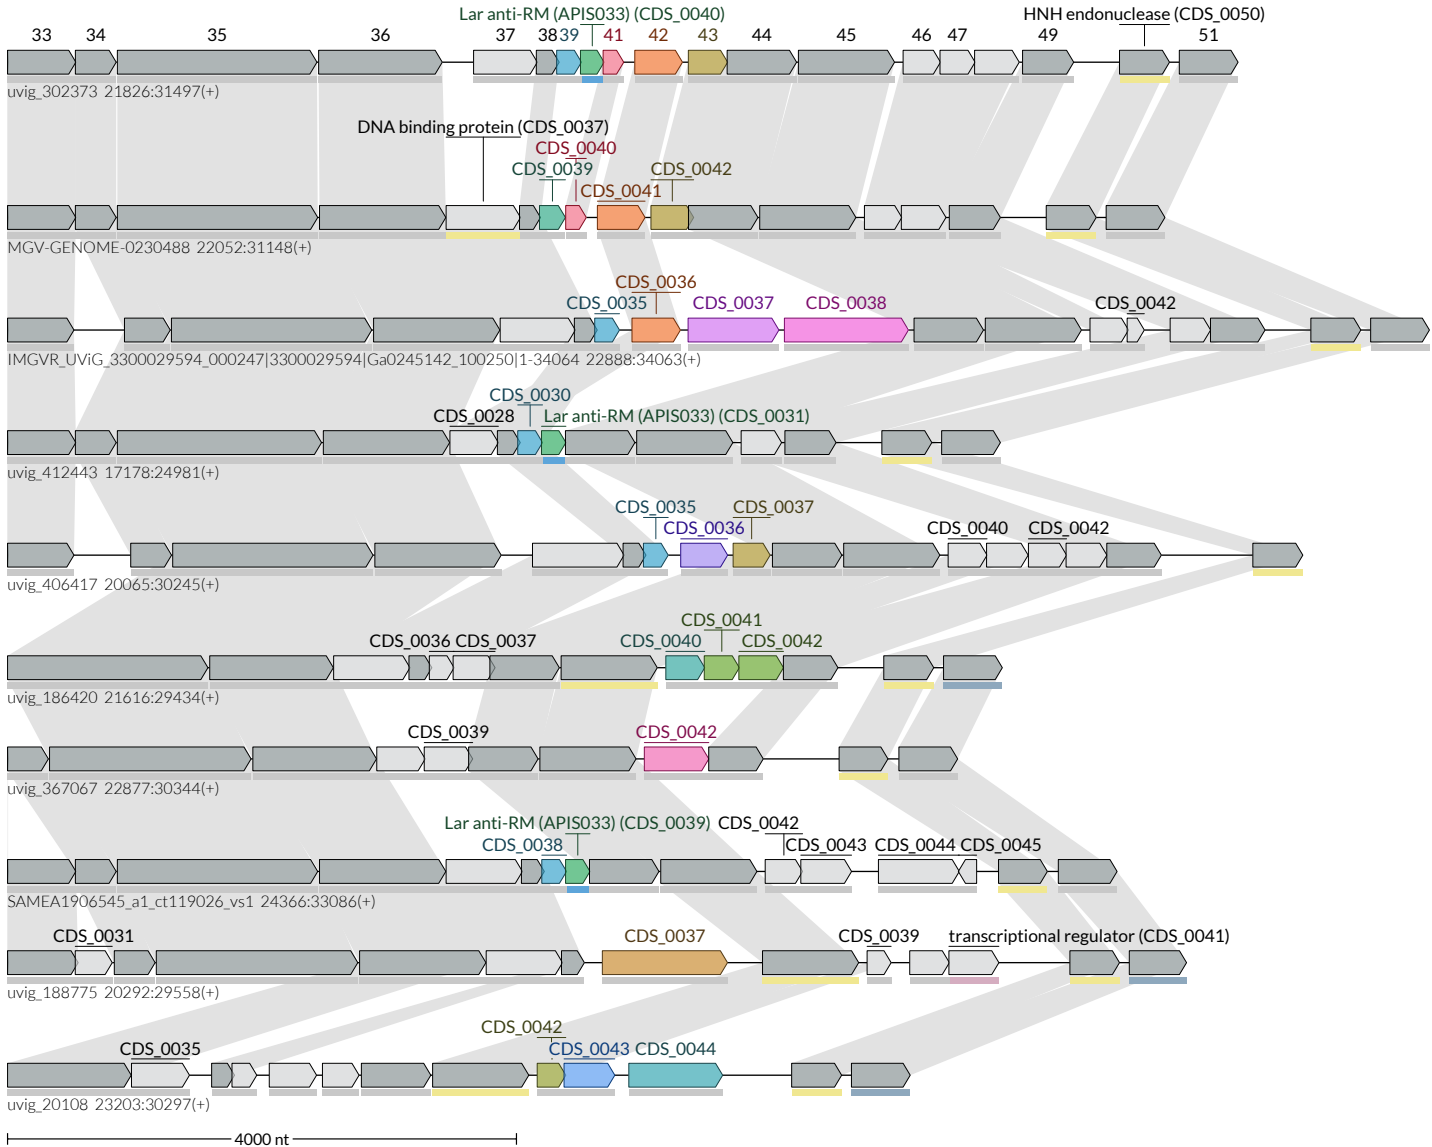 Lar anti-RM (APIS033) (CDS_0040) HNH endonuclease (CDS_0050)
33 34 35 36 37 38 39 41 42 43 44 45 46 47 49 51
uvig_302373 21826:31497(+)
DNA binding protein (CDS_0037)
CDS_0040
CDS_0039 CDS_0042
CDS_0041
MGV-GENOME-0230488 22052:31148(+)
CDS_0036
CDS_0035 CDS_0037 CDS_0038 CDS_0042
IMGVR_UViG_3300029594_000247|3300029594|Ga0245142_100250|1-34064 22888:34063(+)
CDS_0030
CDS_0028 Lar anti-RM (APIS033) (CDS_0031)
uvig_412443 17178:24981(+)
CDS_0035 CDS_0037
CDS_0036 CDS_0040 CDS_0042
uvig_406417 20065:30245(+)
CDS_0041
CDS_0036 CDS_0037 CDS_0040 CDS_0042
uvig_186420 21616:29434(+)
CDS_0039 CDS_0042
uvig_367067 22877:30344(+)
Lar anti-RM (APIS033) (CDS_0039) CDS_0042
CDS_0038 CDS_0043 CDS_0044 CDS_0045
SAMEA1906545_a1_ct119026_vs1 24366:33086(+)
CDS_0031 CDS_0037 CDS_0039 transcriptional regulator (CDS_0041)
uvig_188775 20292:29558(+)
CDS_0042
CDS_0035 CDS_0043 CDS_0044
uvig_20108 23203:30297(+)
4000 nt